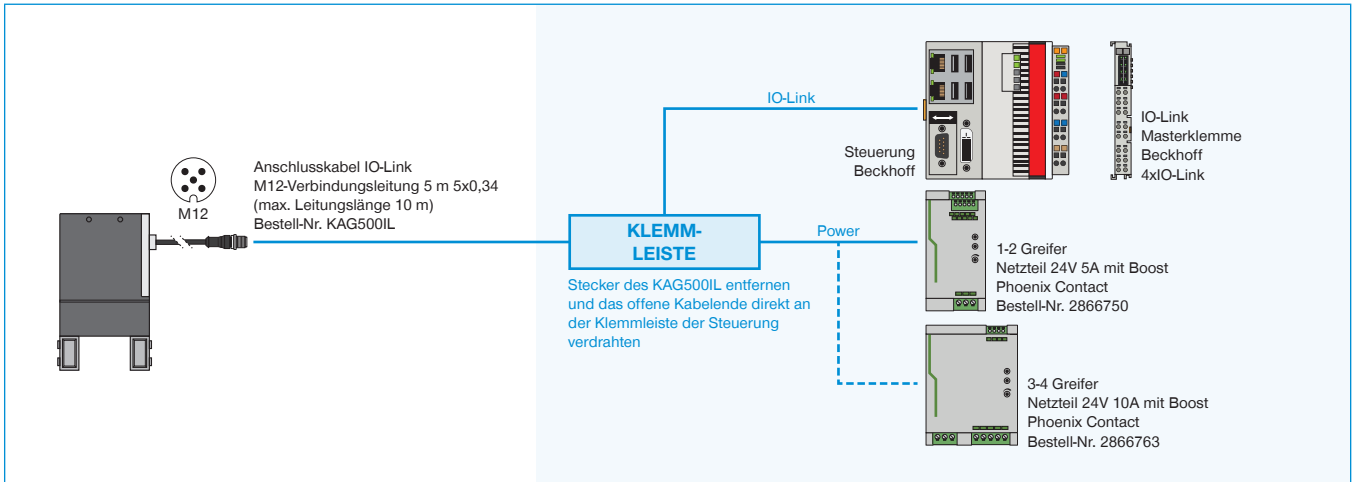 M12
Anschlusskabel IO-Link
M12-Verbindungsleitung 5 m 5x0,34
(max. Leitungslänge 10 m)
Bestell-Nr. KAG500IL
KLEMM-
LEISTE
Stecker des KAG500IL entfernen
und das offene Kabelende direkt an
der Klemmleiste der Steuerung
verdrahten
IO-Link
Power
Steuerung
Beckhoff
IO-Link
Masterklemme
Beckhoff
4xIO-Link
1-2 Greifer
Netzteil 24V 5A mit Boost
Phoenix Contact
Bestell-Nr. 2866750
3-4 Greifer
Netzteil 24V 10A mit Boost
Phoenix Contact
Bestell-Nr. 2866763